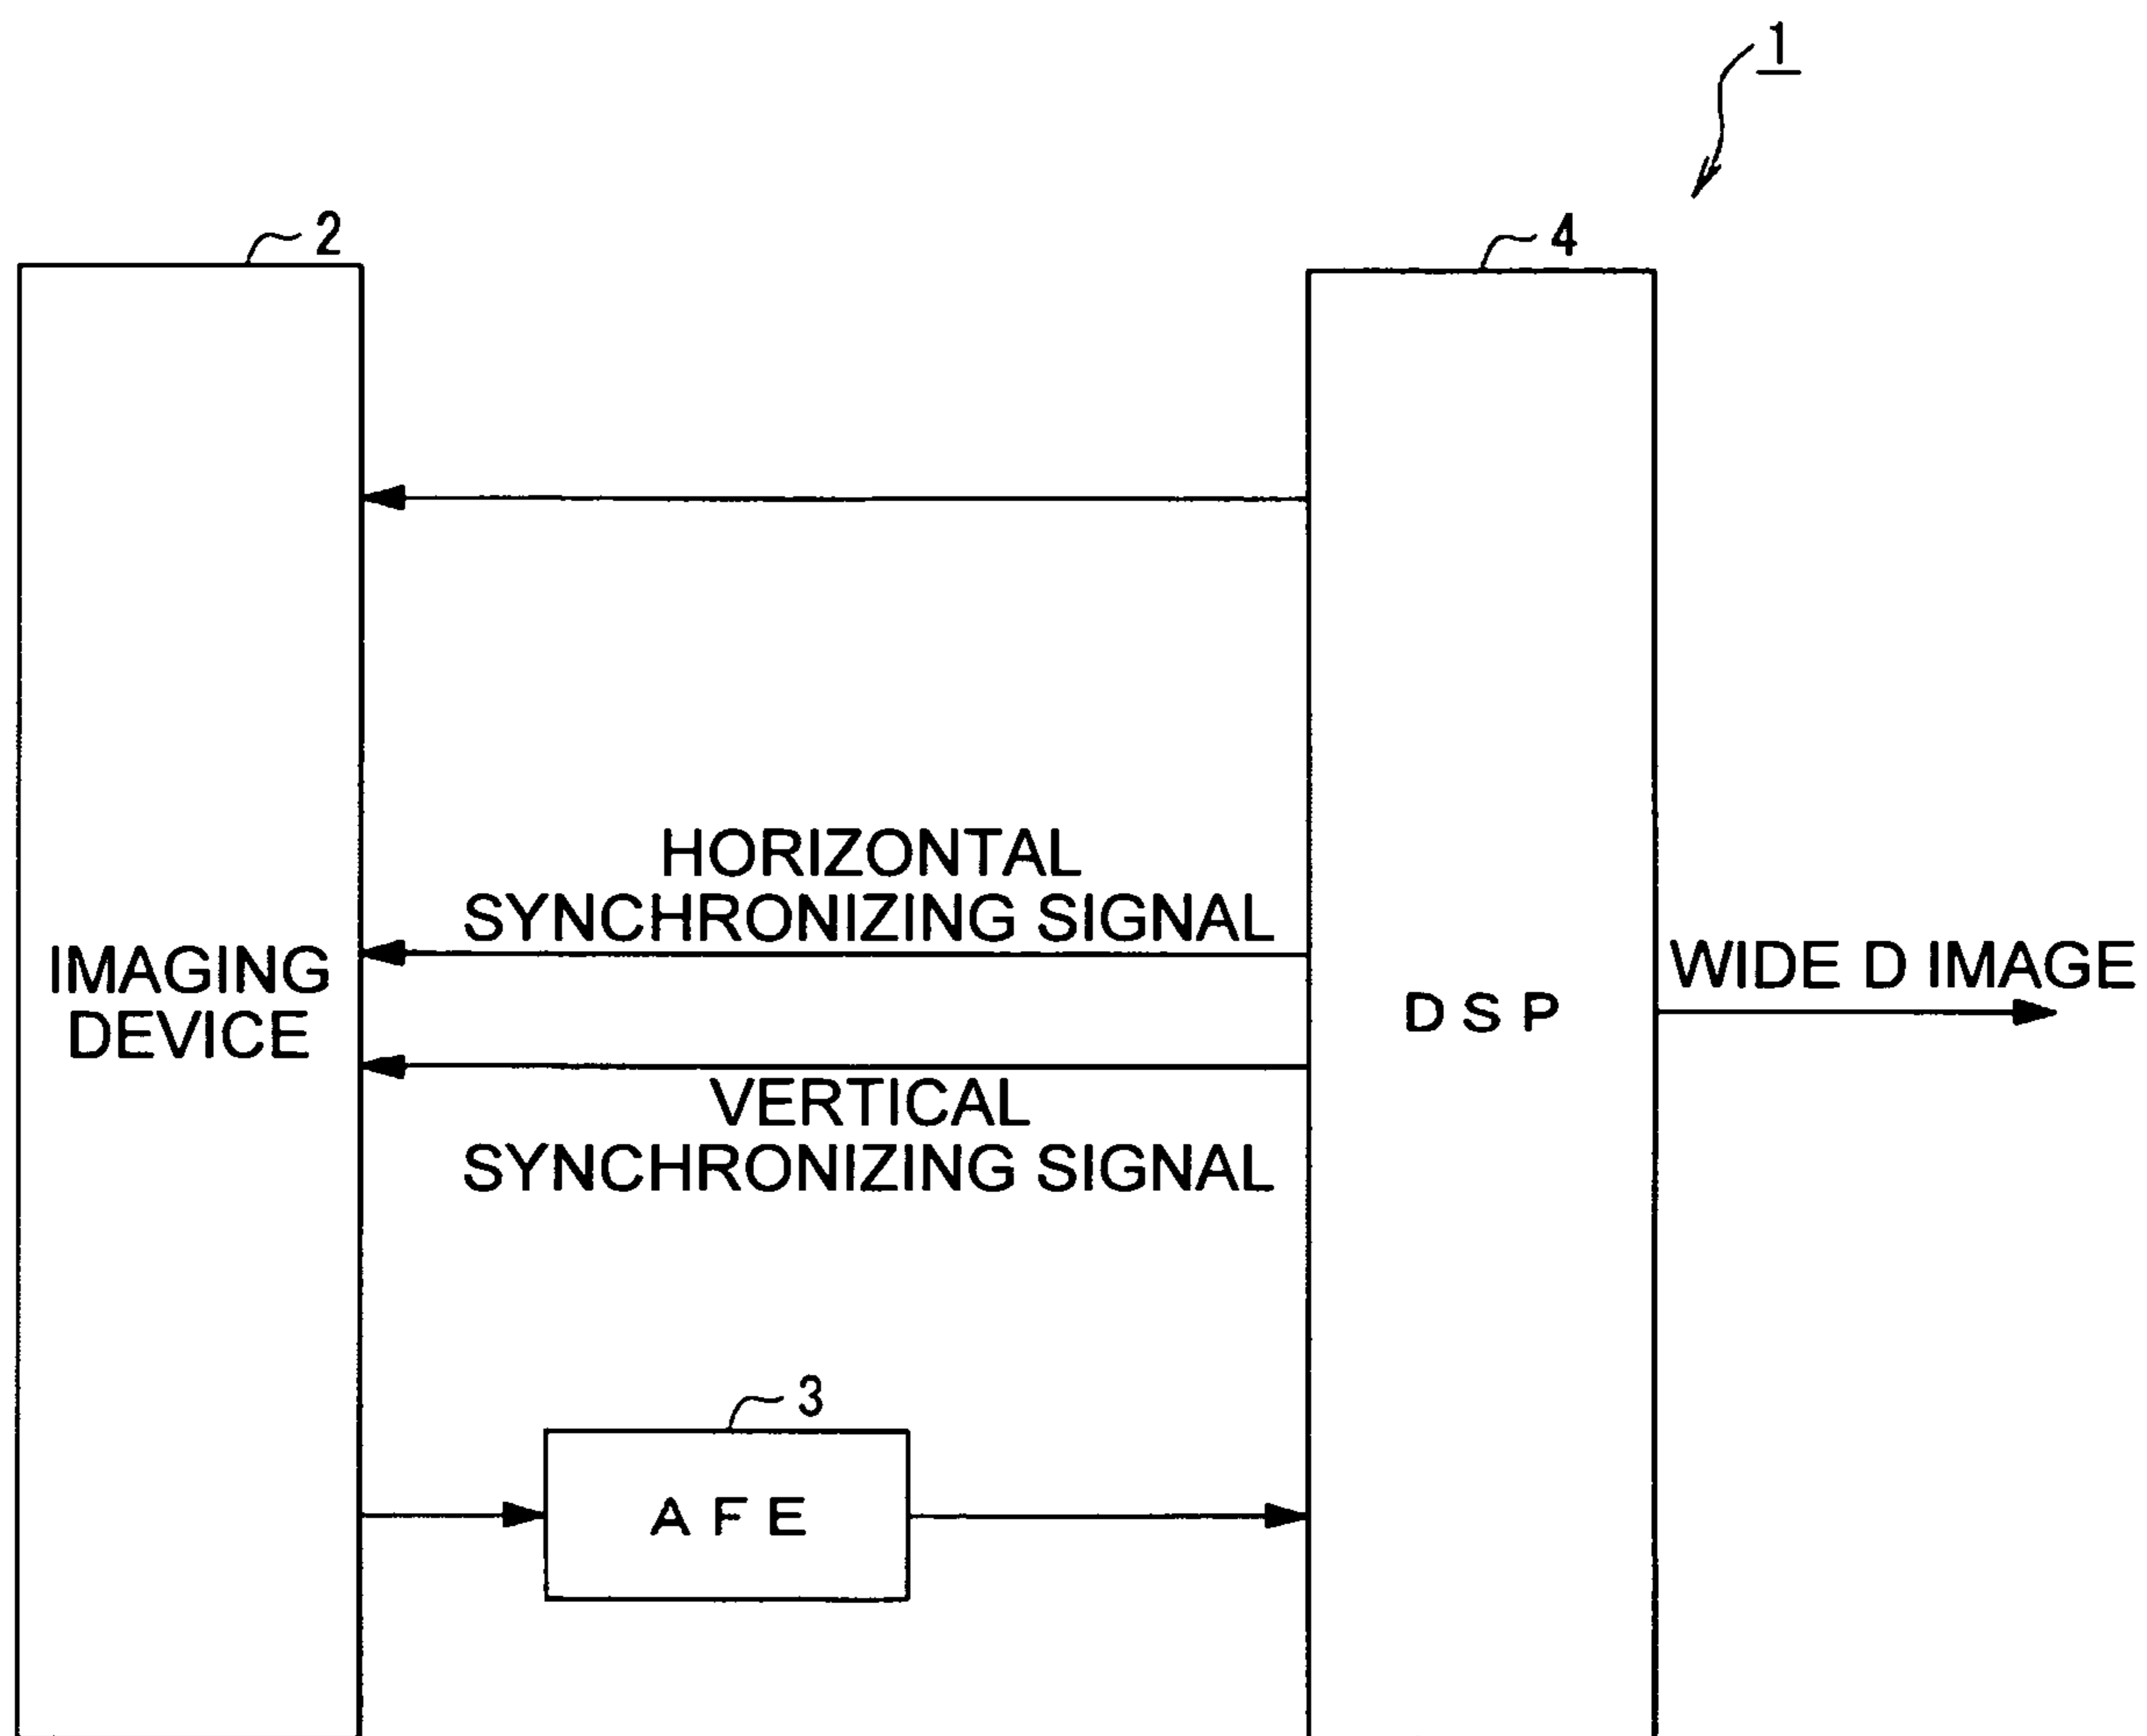 1
2
4
HORIZONTAL
SYNCHRONIZING SIGNAL
IMAGING
DEVICE
WIDE D IMAGE
D S P
VERTICAL
SYNCHRONIZING SIGNAL
3
A F E